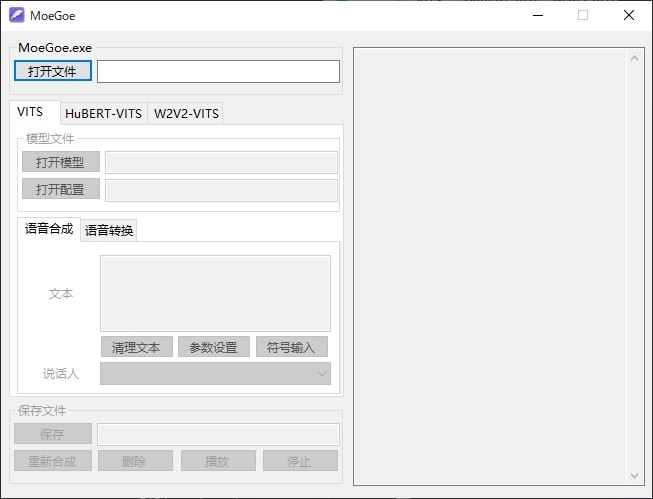 MoeGoe
MoeGoe.exe
打开文件
VITS HuBERT-VITS W2V2-VITS
模型文件
打开模型
打开配置
语音合成 语音转换
文本
清理文本 参数设置 符号输入
说话人
保存文件
保存
重新合成 删除 播放 停止